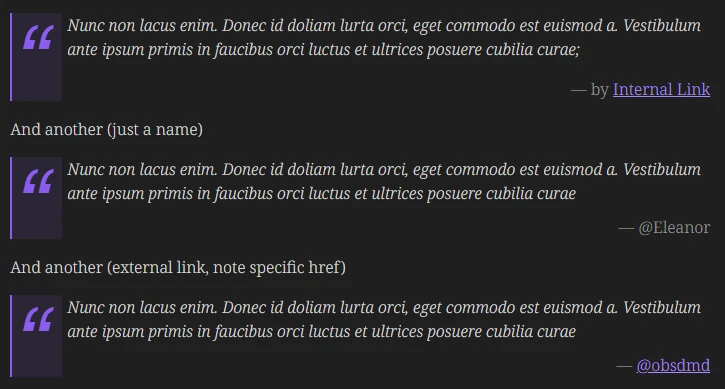 “ Nunc non lacus enim. Donec id doliam lurta orci, eget commodo est euismod a. Vestibulum
ante ipsum primis in faucibus orci luctus et ultrices posuere cubilia curae;
— by Internal Link
And another (just a name)
“ Nunc non lacus enim. Donec id doliam lurta orci, eget commodo est euismod a. Vestibulum
ante ipsum primis in faucibus orci luctus et ultrices posuere cubilia curae
— @Eleanor
And another (external link, note specific href)
“ Nunc non lacus enim. Donec id doliam lurta orci, eget commodo est euismod a. Vestibulum
ante ipsum primis in faucibus orci luctus et ultrices posuere cubilia curae
— @obsdmd